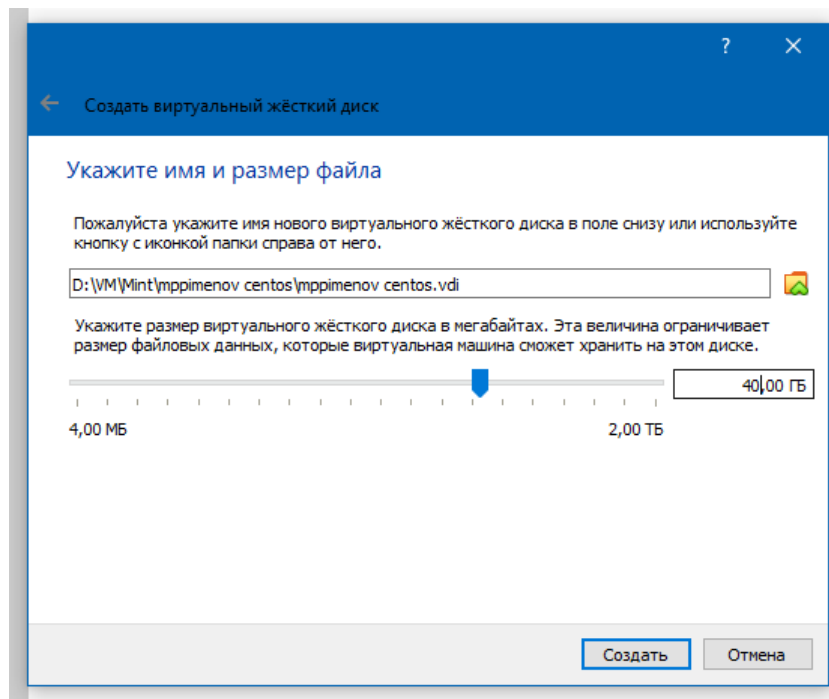 ?
Создать виртуальный жёсткий диск
Укажите имя и размер файла
Пожалуйста укажите имя нового виртуального жёсткого диска в поле снизу или используйте
кнопку с иконкой папки справа от него.
D:\VM\Mint\mppimenov centos\mppimenov centos.vdi
Укажите размер виртуального жёсткого диска в мегабайтах. Эта величина ограничивает
размер файловых данных, которые виртуальная машина сможет хранить на этом диске.
40,00 ГБ
4,00 МБ 2,00 ТБ
Создать Отмена